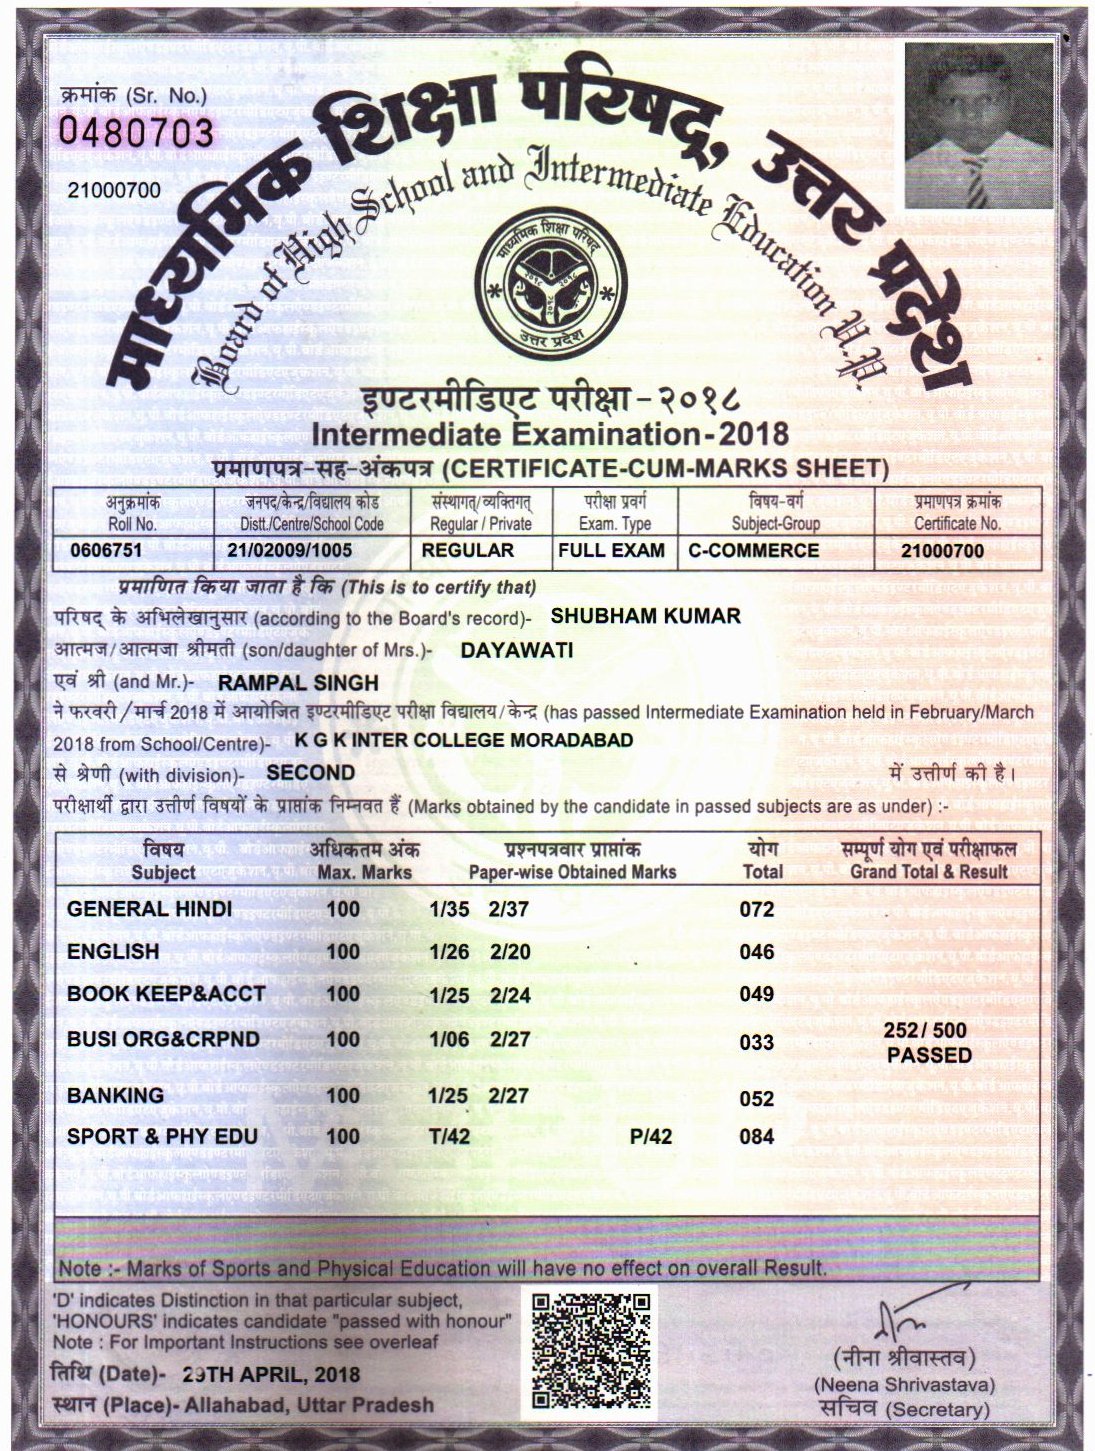 क्रमांक (Sr. No.)
0480703
21000700
माध्यमिक शिक्षा परिषद्, उत्तर प्रदेश
Board of High School and Intermediate Education U.P.
माध्यमिक शिक्षा परिषद्
उत्तर प्रदेश
इण्टरमीडिएट परीक्षा-२०१८
Intermediate Examination-2018
प्रमाणपत्र-सह-अंकपत्र (CERTIFICATE-CUM-MARKS SHEET)
अनुक्रमांक जनपद/केन्द्र/विद्यालय कोड संस्थागत्/व्यक्तिगत् परीक्षा प्रवर्ग विषय-वर्ग प्रमाणपत्र क्रमांक
Roll No. Distt./Centre/School Code Regular / Private Exam. Type Subject-Group Certificate No.
0606751 21/02009/1005 REGULAR FULL EXAM C-COMMERCE 21000700
प्रमाणित किया जाता है कि (This is to certify that)
परिषद् के अभिलेखानुसार (according to the Board's record)- SHUBHAM KUMAR
आत्मज/आत्मजा श्रीमती (son/daughter of Mrs.)- DAYAWATI
एवं श्री (and Mr.)- RAMPAL SINGH
ने फरवरी/मार्च 2018 में आयोजित इण्टरमीडिएट परीक्षा विद्यालय/केन्द्र (has passed Intermediate Examination held in February/March
2018 from School/Centre)- K G K INTER COLLEGE MORADABAD
से श्रेणी (with division)- SECOND में उत्तीर्ण की है।
परीक्षार्थी द्वारा उत्तीर्ण विषयों के प्राप्तांक निम्नवत हैं (Marks obtained by the candidate in passed subjects are as under) :-
विषय अधिकतम अंक प्रश्नपत्रवार प्राप्तांक योग सम्पूर्ण योग एवं परीक्षाफल
Subject Max. Marks Paper-wise Obtained Marks Total Grand Total & Result
GENERAL HINDI 100 1/35 2/37 072
ENGLISH 100 1/26 2/20 046
BOOK KEEP&ACCT 100 1/25 2/24 049
BUSI ORG&CRPND 100 1/06 2/27 033 252/ 500
PASSED
BANKING 100 1/25 2/27 052
SPORT & PHY EDU 100 T/42 P/42 084
Note :- Marks of Sports and Physical Education will have no effect on overall Result.
'D' indicates Distinction in that particular subject,
'HONOURS' indicates candidate "passed with honour"
Note : For Important Instructions see overleaf
तिथि (Date)- 29TH APRIL, 2018
स्थान (Place)- Allahabad, Uttar Pradesh
(नीना श्रीवास्तव)
(Neena Shrivastava)
सचिव (Secretary)